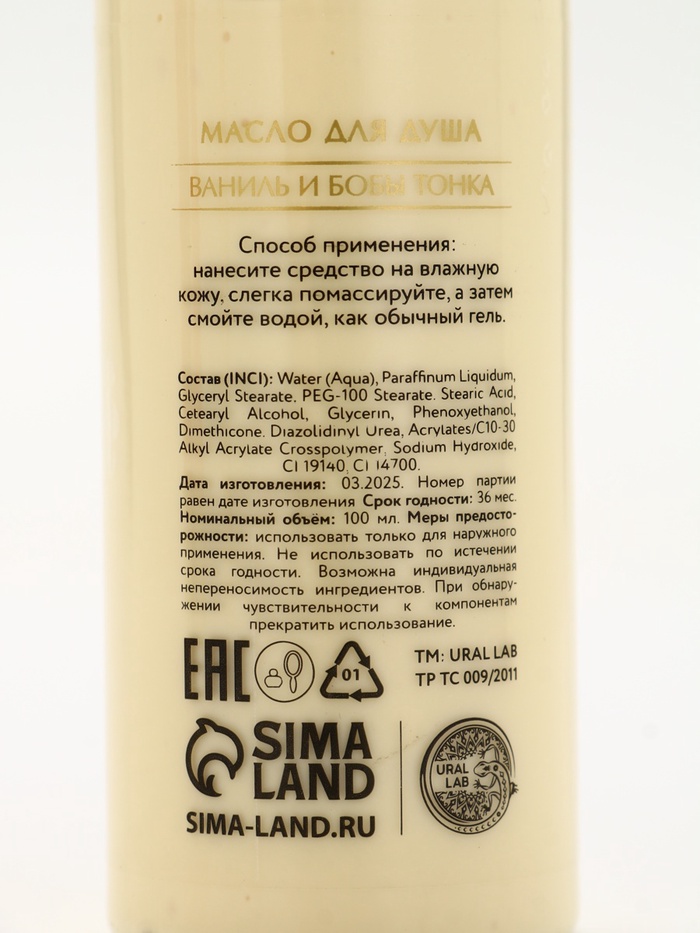 МАСЛО ДЛЯ ДУША
ВАНИЛЬ И БОБЫ ТОНКА
Способ применения:
нанесите средство на влажную
кожу, слегка помассируйте, а затем
смойте водой, как обычный гель.
Состав (INCI): Water (Aqua), Paraffinum Liquidum,
Glyceryl Stearate, PEG-100 Stearate, Stearic Acid,
Cetearyl Alcohol, Glycerin, Phenoxyethanol,
Dimethicone, Diazolidinyl Urea, Acrylates/C10-30
Alkyl Acrylate Crosspolymer, Sodium Hydroxide,
CI 19140, CI 14700.
Дата изготовления: 03.2025. Номер партии
равен дате изготовления Срок годности: 36 мес.
Номинальный объём: 100 мл. Меры предосто-
рожности: использовать только для наружного
применения. Не использовать по истечении
срока годности. Возможна индивидуальная
непереносимость ингредиентов. При обнару-
жении чувствительности к компонентам
прекратить использование.
EAC
01
ТМ: URAL LAB
ТР ТС 009/2011
SIMA
LAND
SIMA-LAND.RU
URAL
LAB